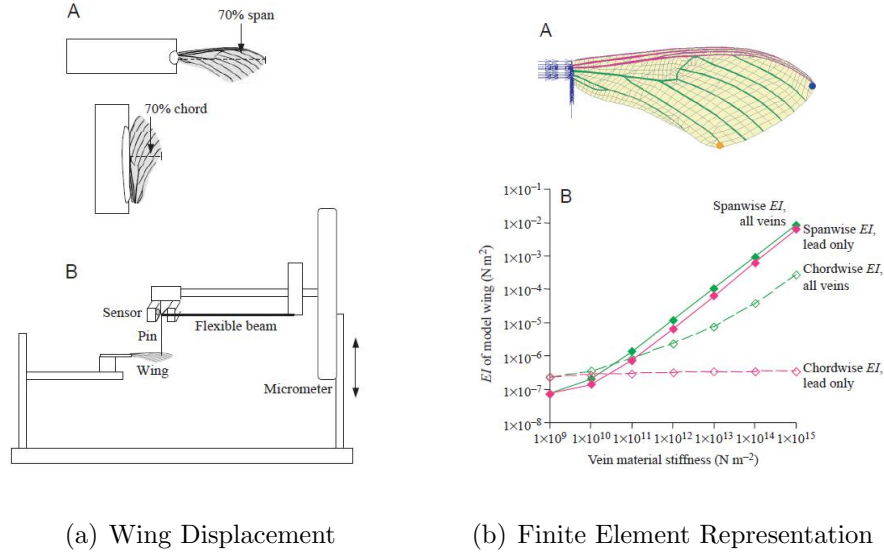 A
70% span
70% chord
B
Sensor
Pin
Flexible beam
Wing
Micrometer
(a) Wing Displacement
A
B
EI of model wing (N m²)
1×10⁻¹
1×10⁻²
1×10⁻³
1×10⁻⁴
1×10⁻⁵
1×10⁻⁶
1×10⁻⁷
1×10⁻⁸
Spanwise EI,
all veins
Spanwise EI,
lead only
Chordwise EI,
all veins
Chordwise EI,
lead only
1×10⁹ 1×10¹⁰ 1×10¹¹ 1×10¹² 1×10¹³ 1×10¹⁴ 1×10¹⁵
Vein material stiffness (N m⁻²)
(b) Finite Element Representation